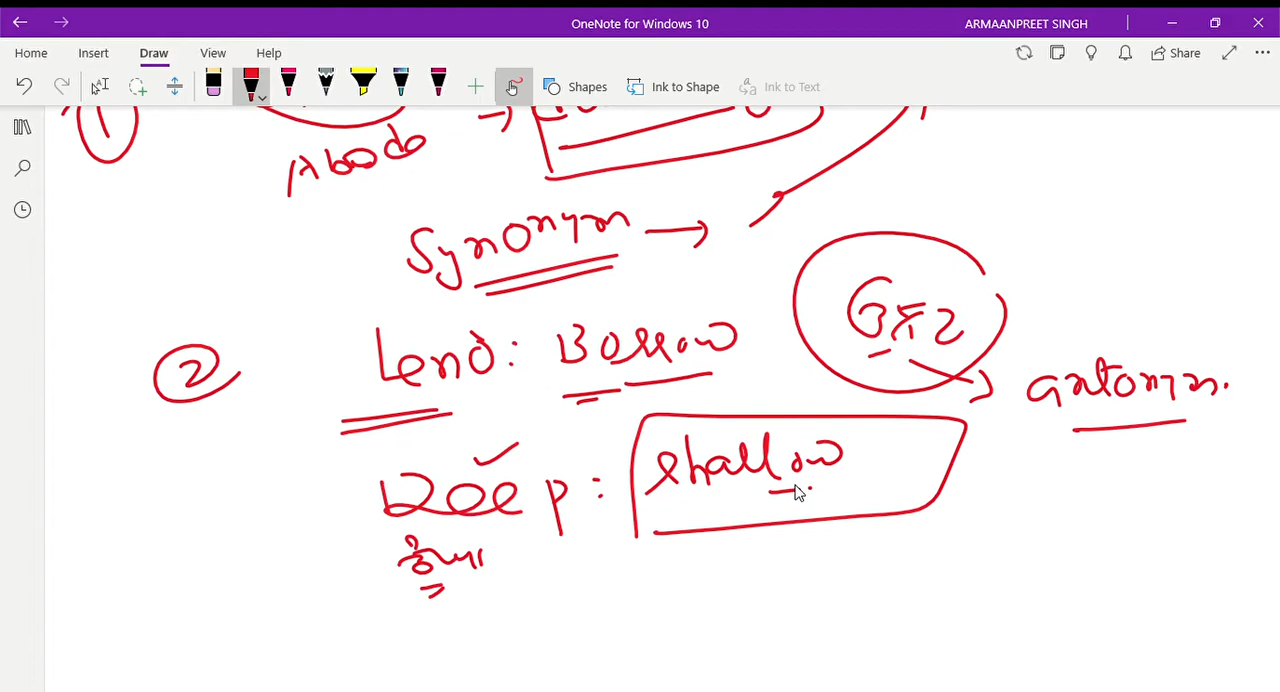 OneNote for Windows 10
ARMAANPREET SINGH
Home Insert Draw View Help
Share
Shapes Ink to Shape Ink to Text
1
Abode →
Synonym →
2 Lend : Borrow
→ antonym.
Deep : Shallow